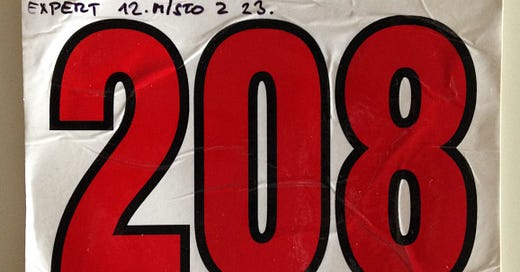 EXPERT 12. MÍSTO Z 23.
208